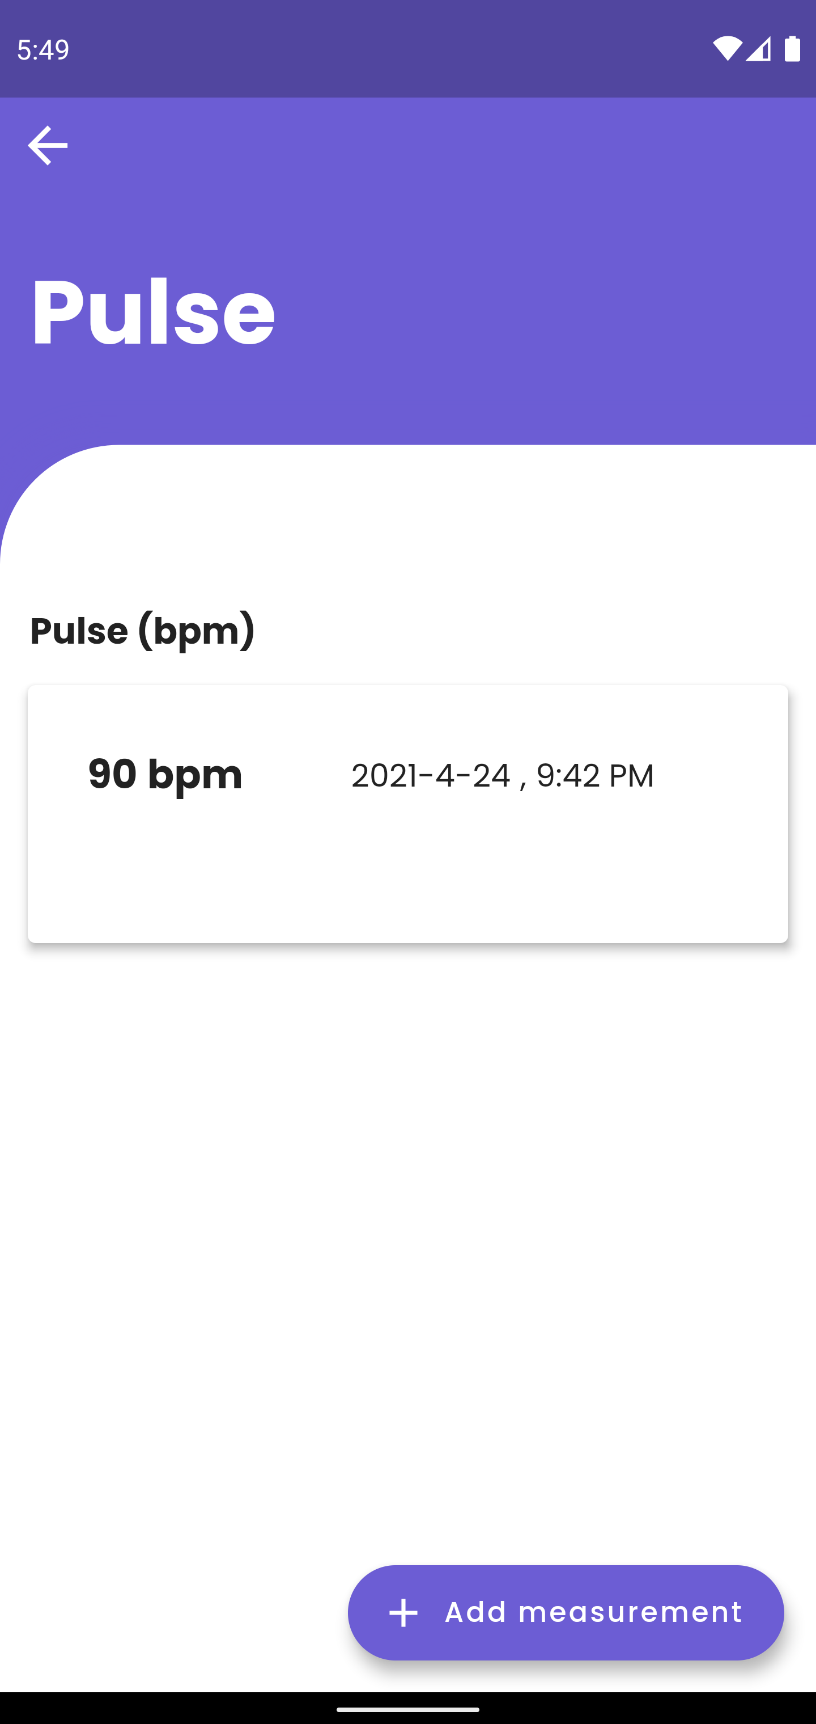 5:49
Pulse
Pulse (bpm)
90 bpm 2021-4-24 , 9:42 PM
Add measurement